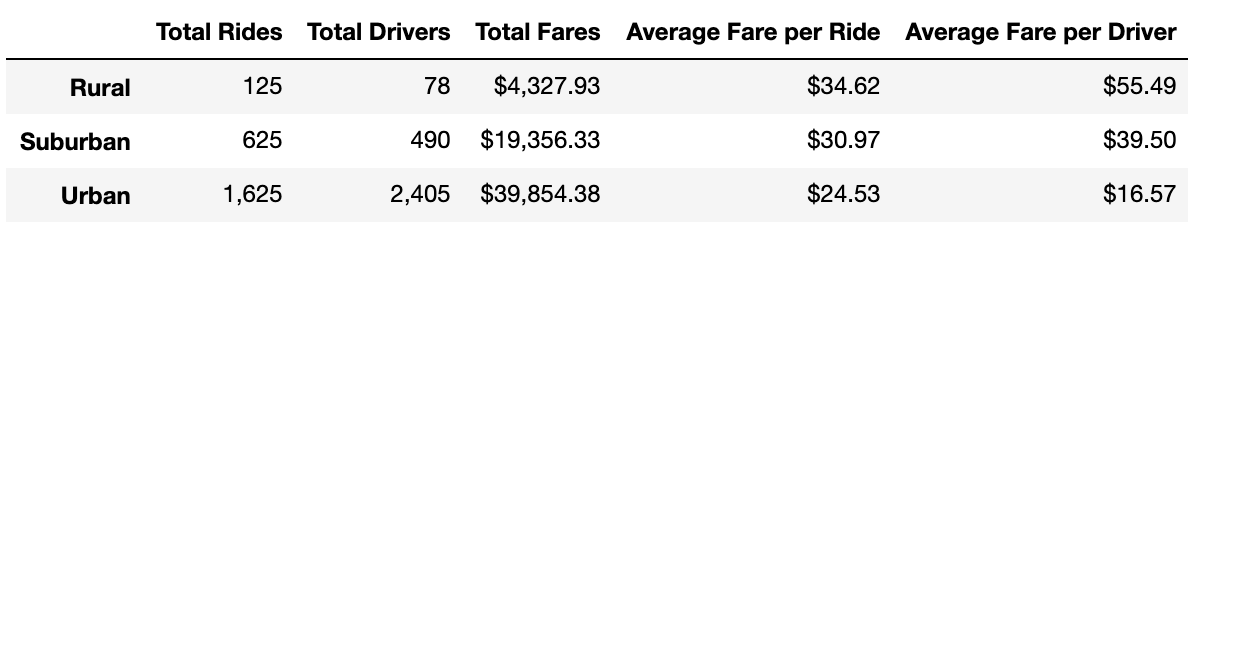 Total Rides Total Drivers Total Fares Average Fare per Ride Average Fare per Driver
Rural 125 78 $4,327.93 $34.62 $55.49
Suburban 625 490 $19,356.33 $30.97 $39.50
Urban 1,625 2,405 $39,854.38 $24.53 $16.57